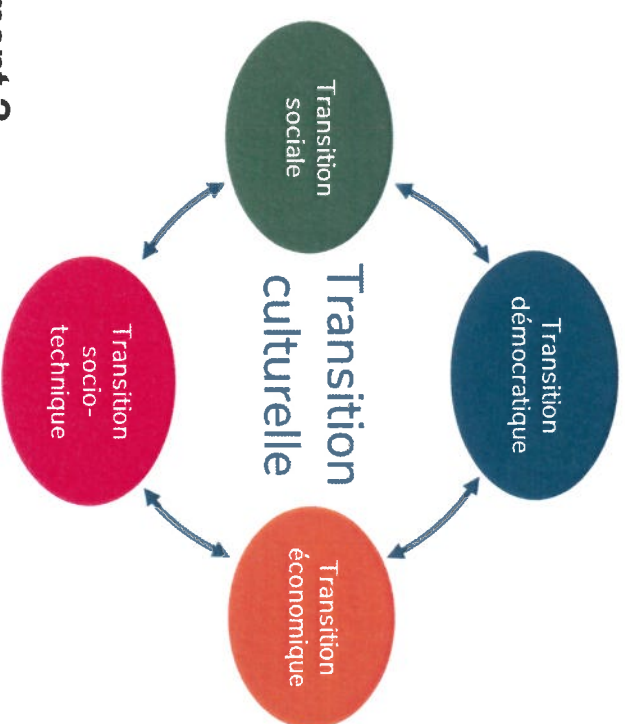 Transition
démocratique
Transition
sociale
Transition
culturelle
Transition
économique
Transition
socio-
technique